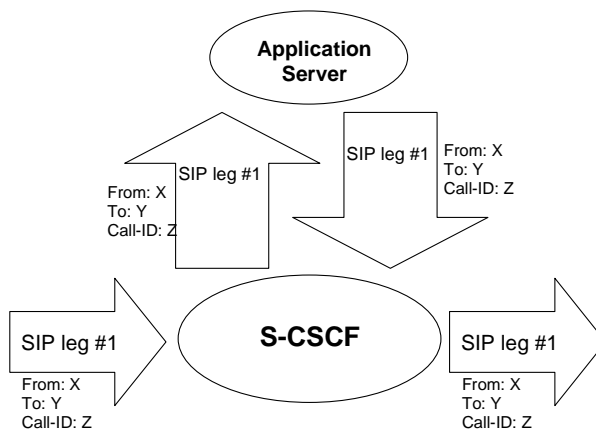 Application
Server
SIP leg #1
From: X
To: Y
Call-ID: Z
SIP leg #1
From: X
To: Y
Call-ID: Z
SIP leg #1
From: X
To: Y
Call-ID: Z
S-CSCF
SIP leg #1
From: X
To: Y
Call-ID: Z